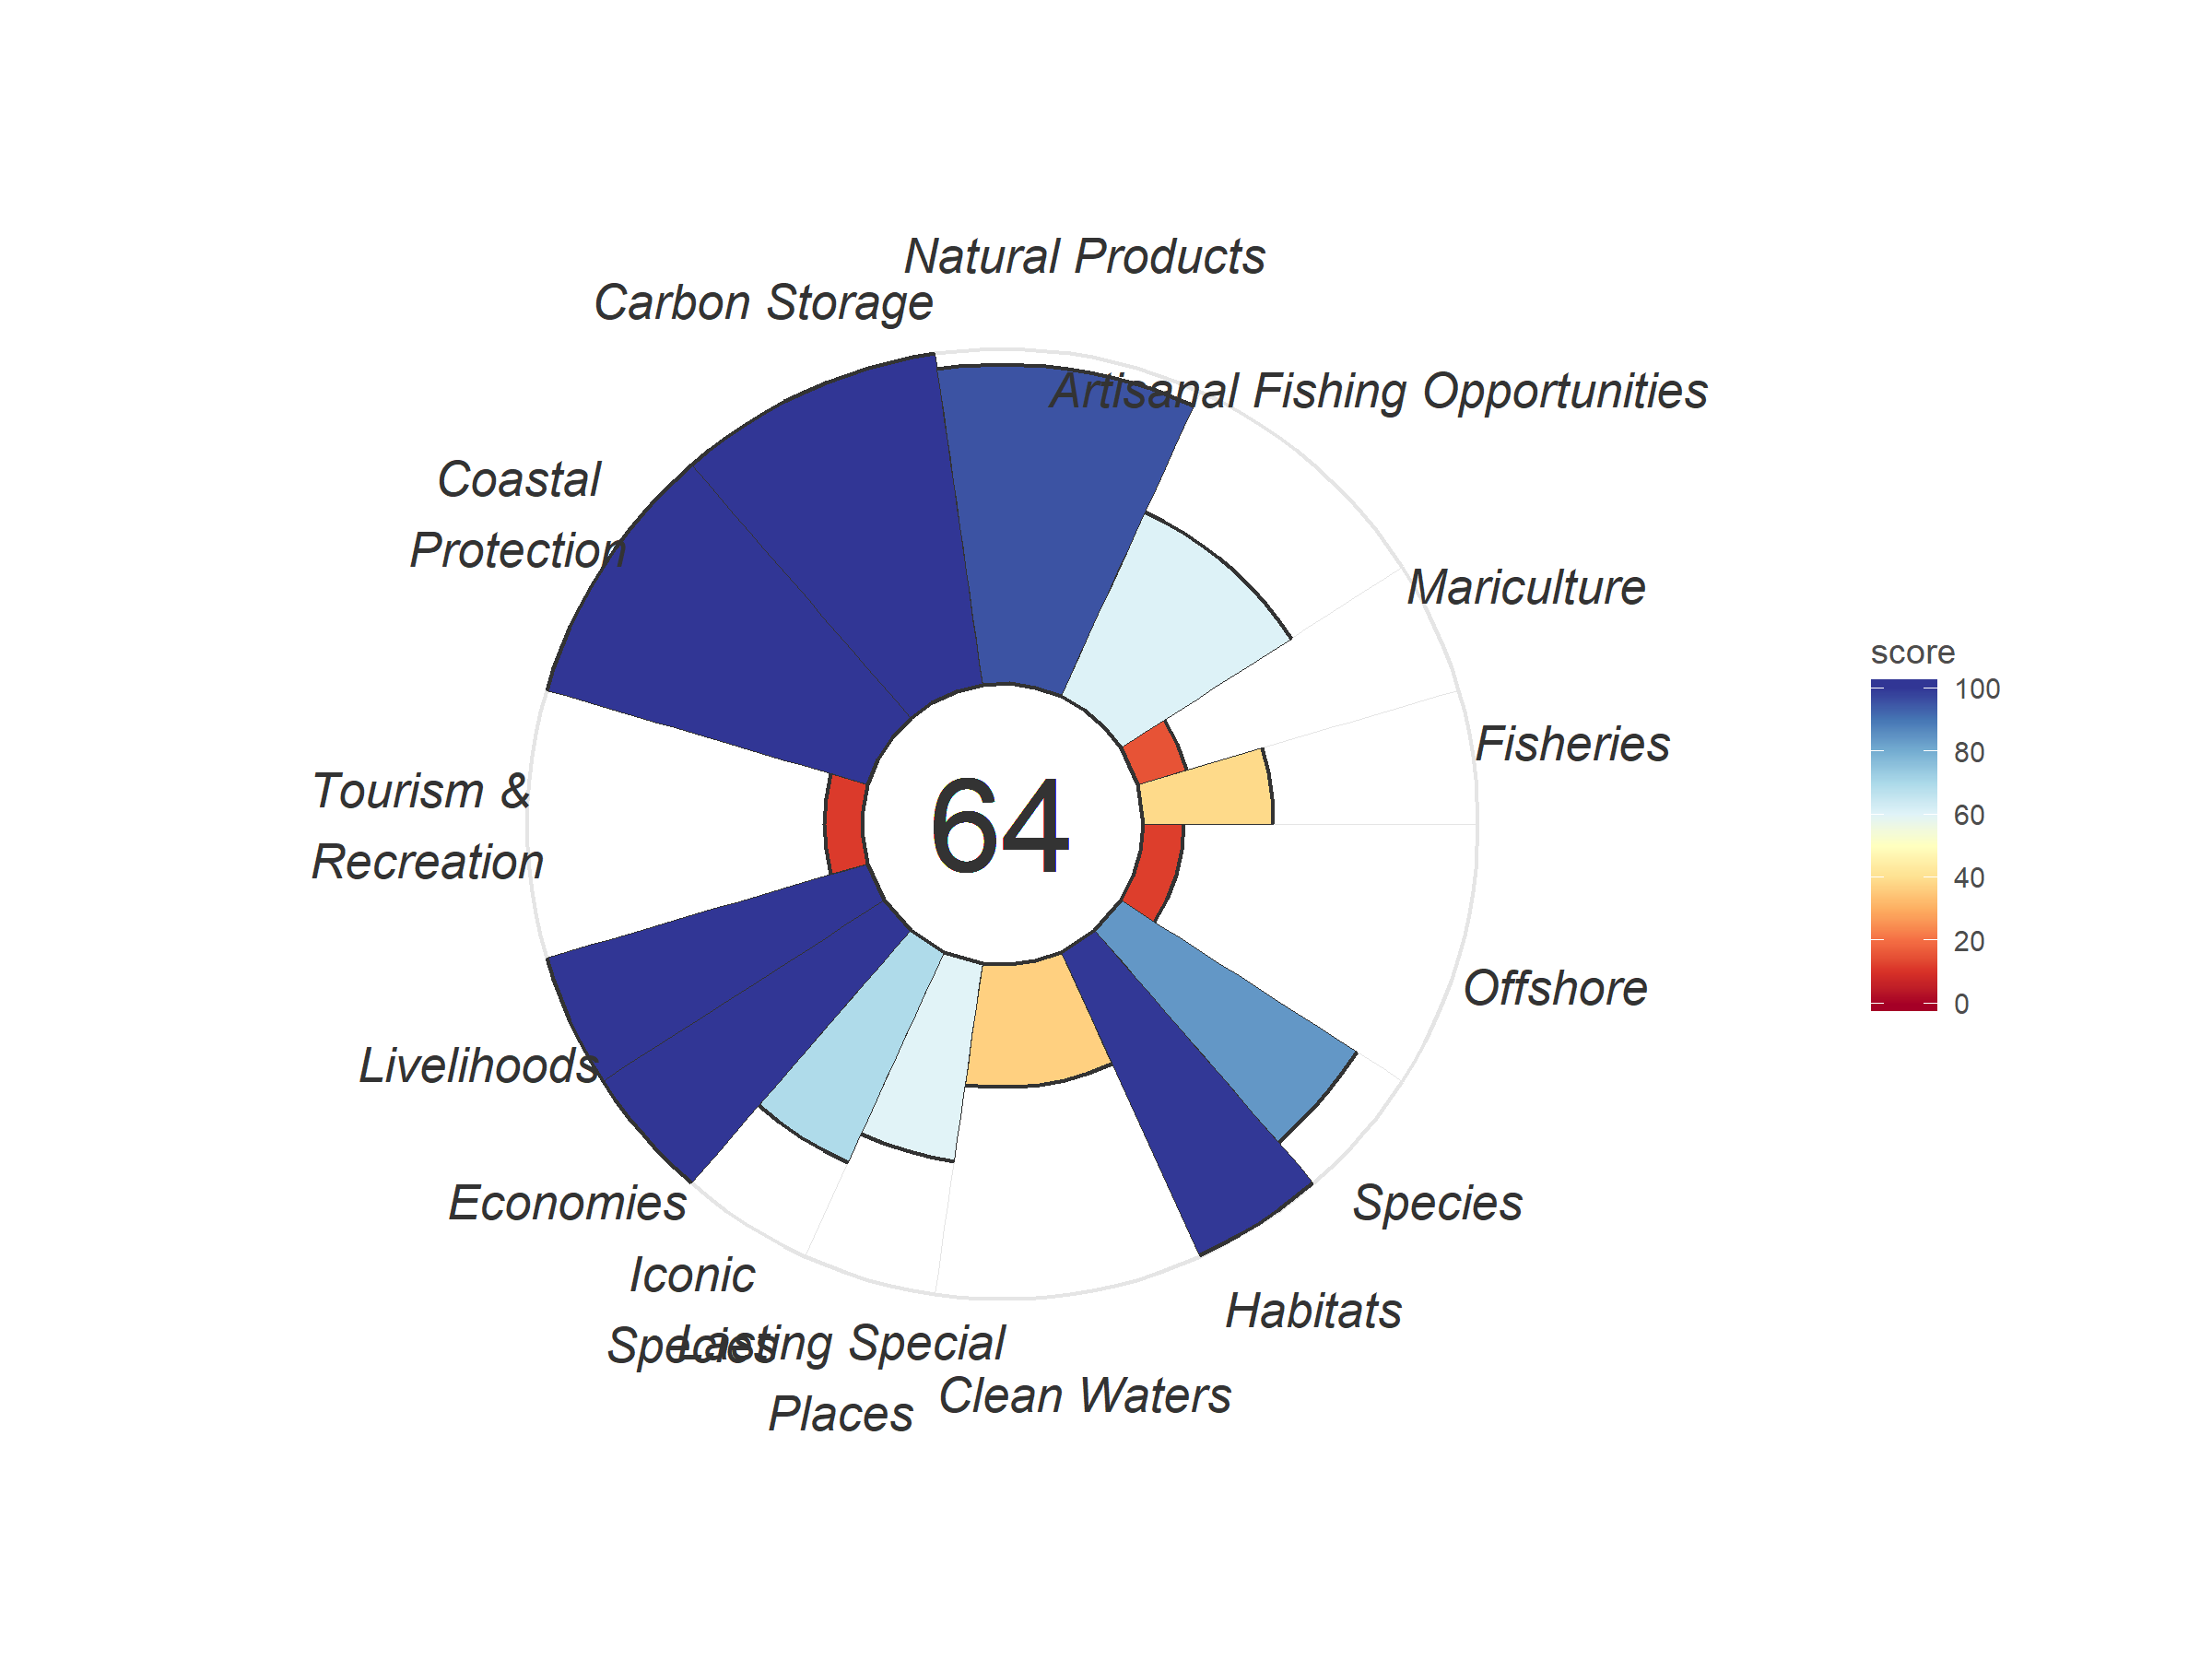 Natural Products
Carbon Storage
Artisanal Fishing Opportunities
Coastal
Protection
Mariculture
Fisheries
Tourism &
Recreation
64
Offshore
Livelihoods
Economies
Species
Iconic
Species
Habitats
Lasting Special
Places
Clean Waters
score
100
80
60
40
20
0